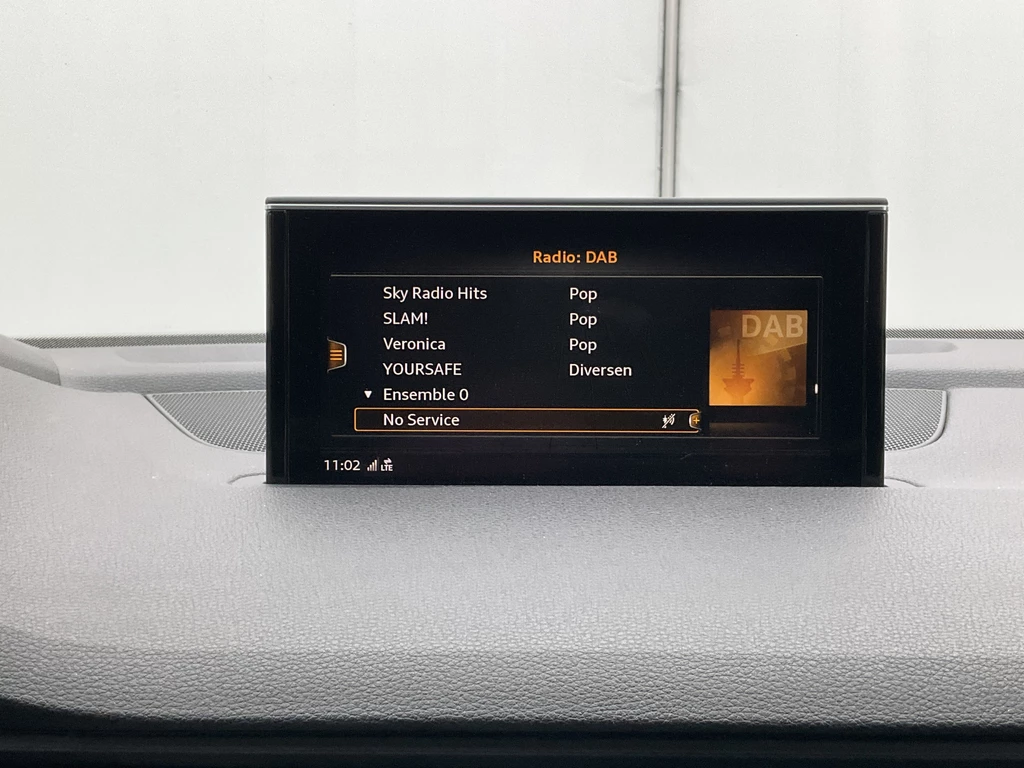 Radio: DAB
Sky Radio Hits Pop
SLAM! Pop
Veronica Pop
YOURSAFE Diversen
Ensemble 0
No Service
DAB
11:02 LTE